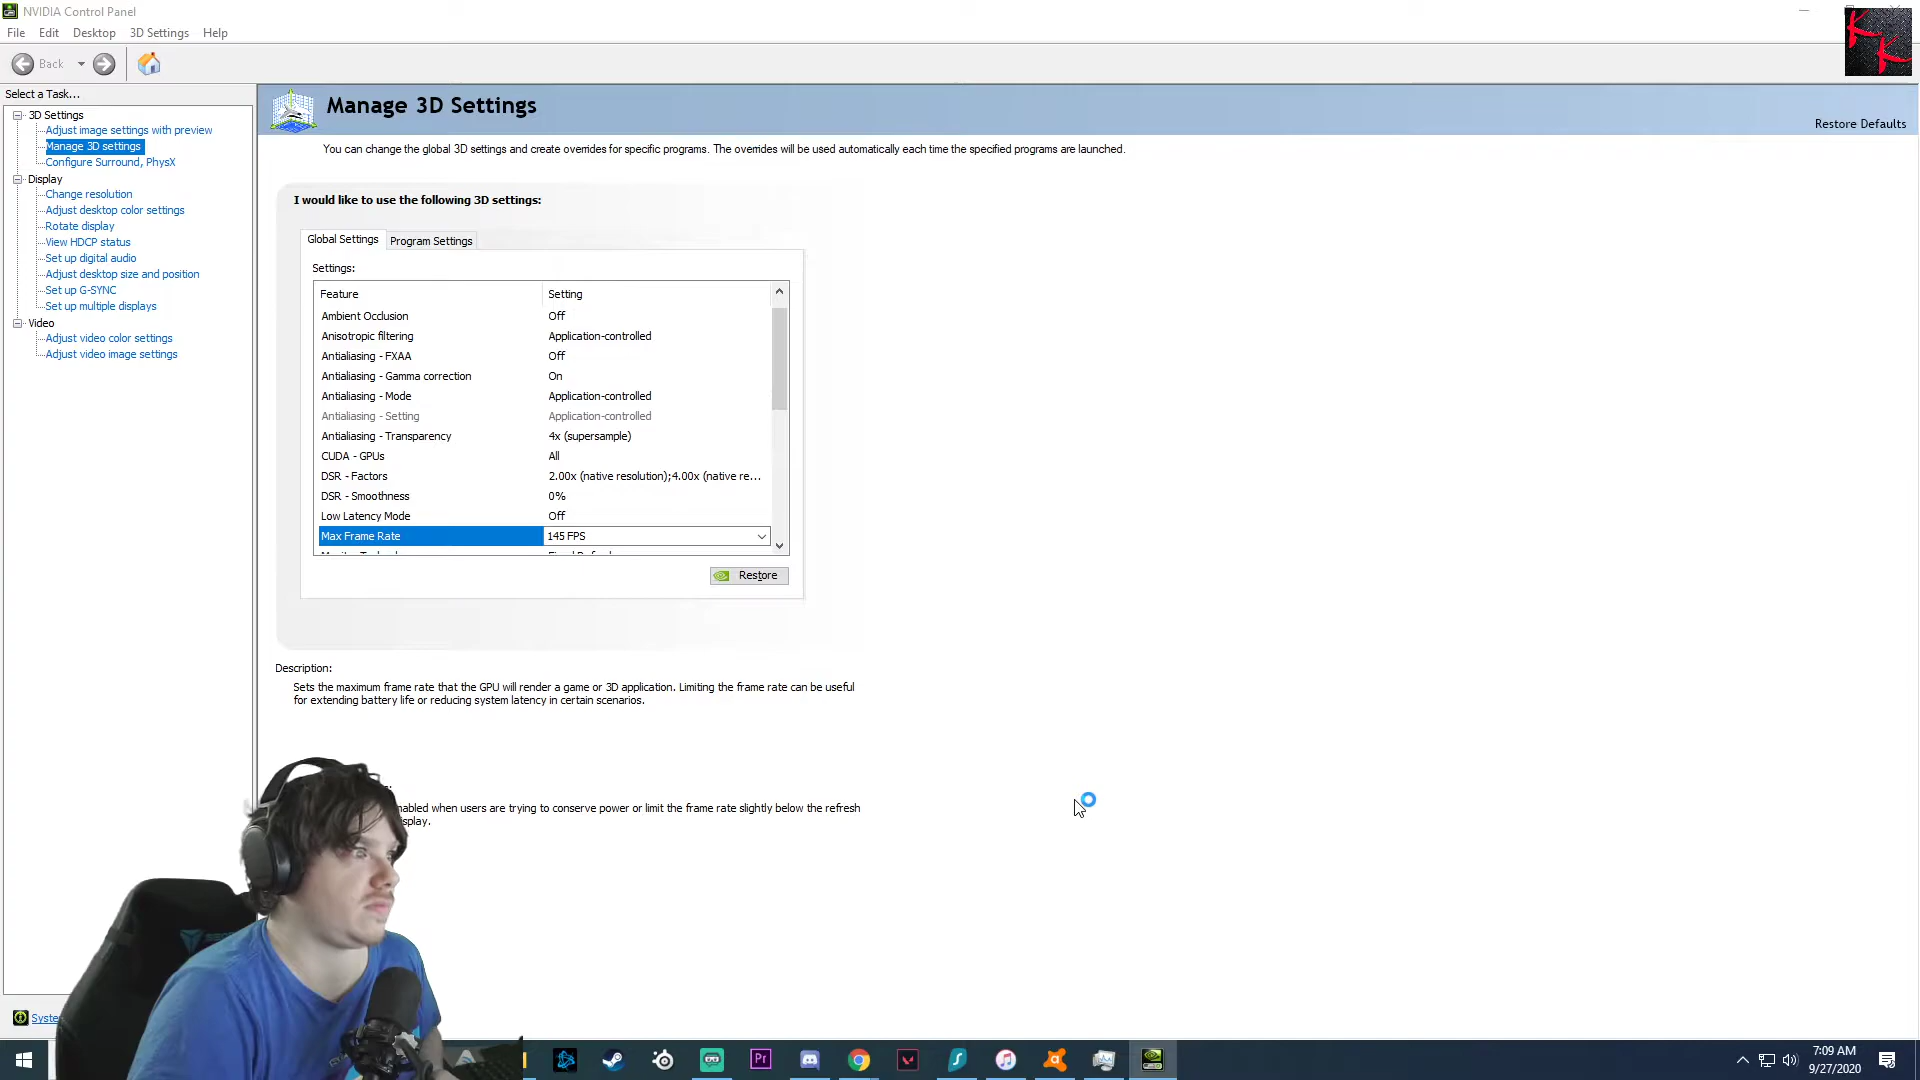 NVIDIA Control Panel
File Edit Desktop 3D Settings Help
Back
Select a Task...
3D Settings
Adjust image settings with preview
Manage 3D settings
Configure Surround, PhysX
Display
Change resolution
Adjust desktop color settings
Rotate display
View HDCP status
Set up digital audio
Adjust desktop size and position
Set up G-SYNC
Set up multiple displays
Video
Adjust video color settings
Adjust video image settings
KK
Manage 3D Settings
Restore Defaults
You can change the global 3D settings and create overrides for specific programs. The overrides will be used automatically each time the specified programs are launched.
I would like to use the following 3D settings:
Global Settings Program Settings
Settings:
Feature Setting
Ambient Occlusion Off
Anisotropic filtering Application-controlled
Antialiasing - FXAA Off
Antialiasing - Gamma correction On
Antialiasing - Mode Application-controlled
Antialiasing - Setting Application-controlled
Antialiasing - Transparency 4x (supersample)
CUDA - GPUs All
DSR - Factors 2.00x (native resolution);4.00x (native re...
DSR - Smoothness 0%
Low Latency Mode Off
Max Frame Rate 145 FPS
Restore
Description:
Sets the maximum frame rate that the GPU will render a game or 3D application. Limiting the frame rate can be useful
for extending battery life or reducing system latency in certain scenarios.
enabled when users are trying to conserve power or limit the frame rate slightly below the refresh
display.
Pr
7:09 AM
9/27/2020